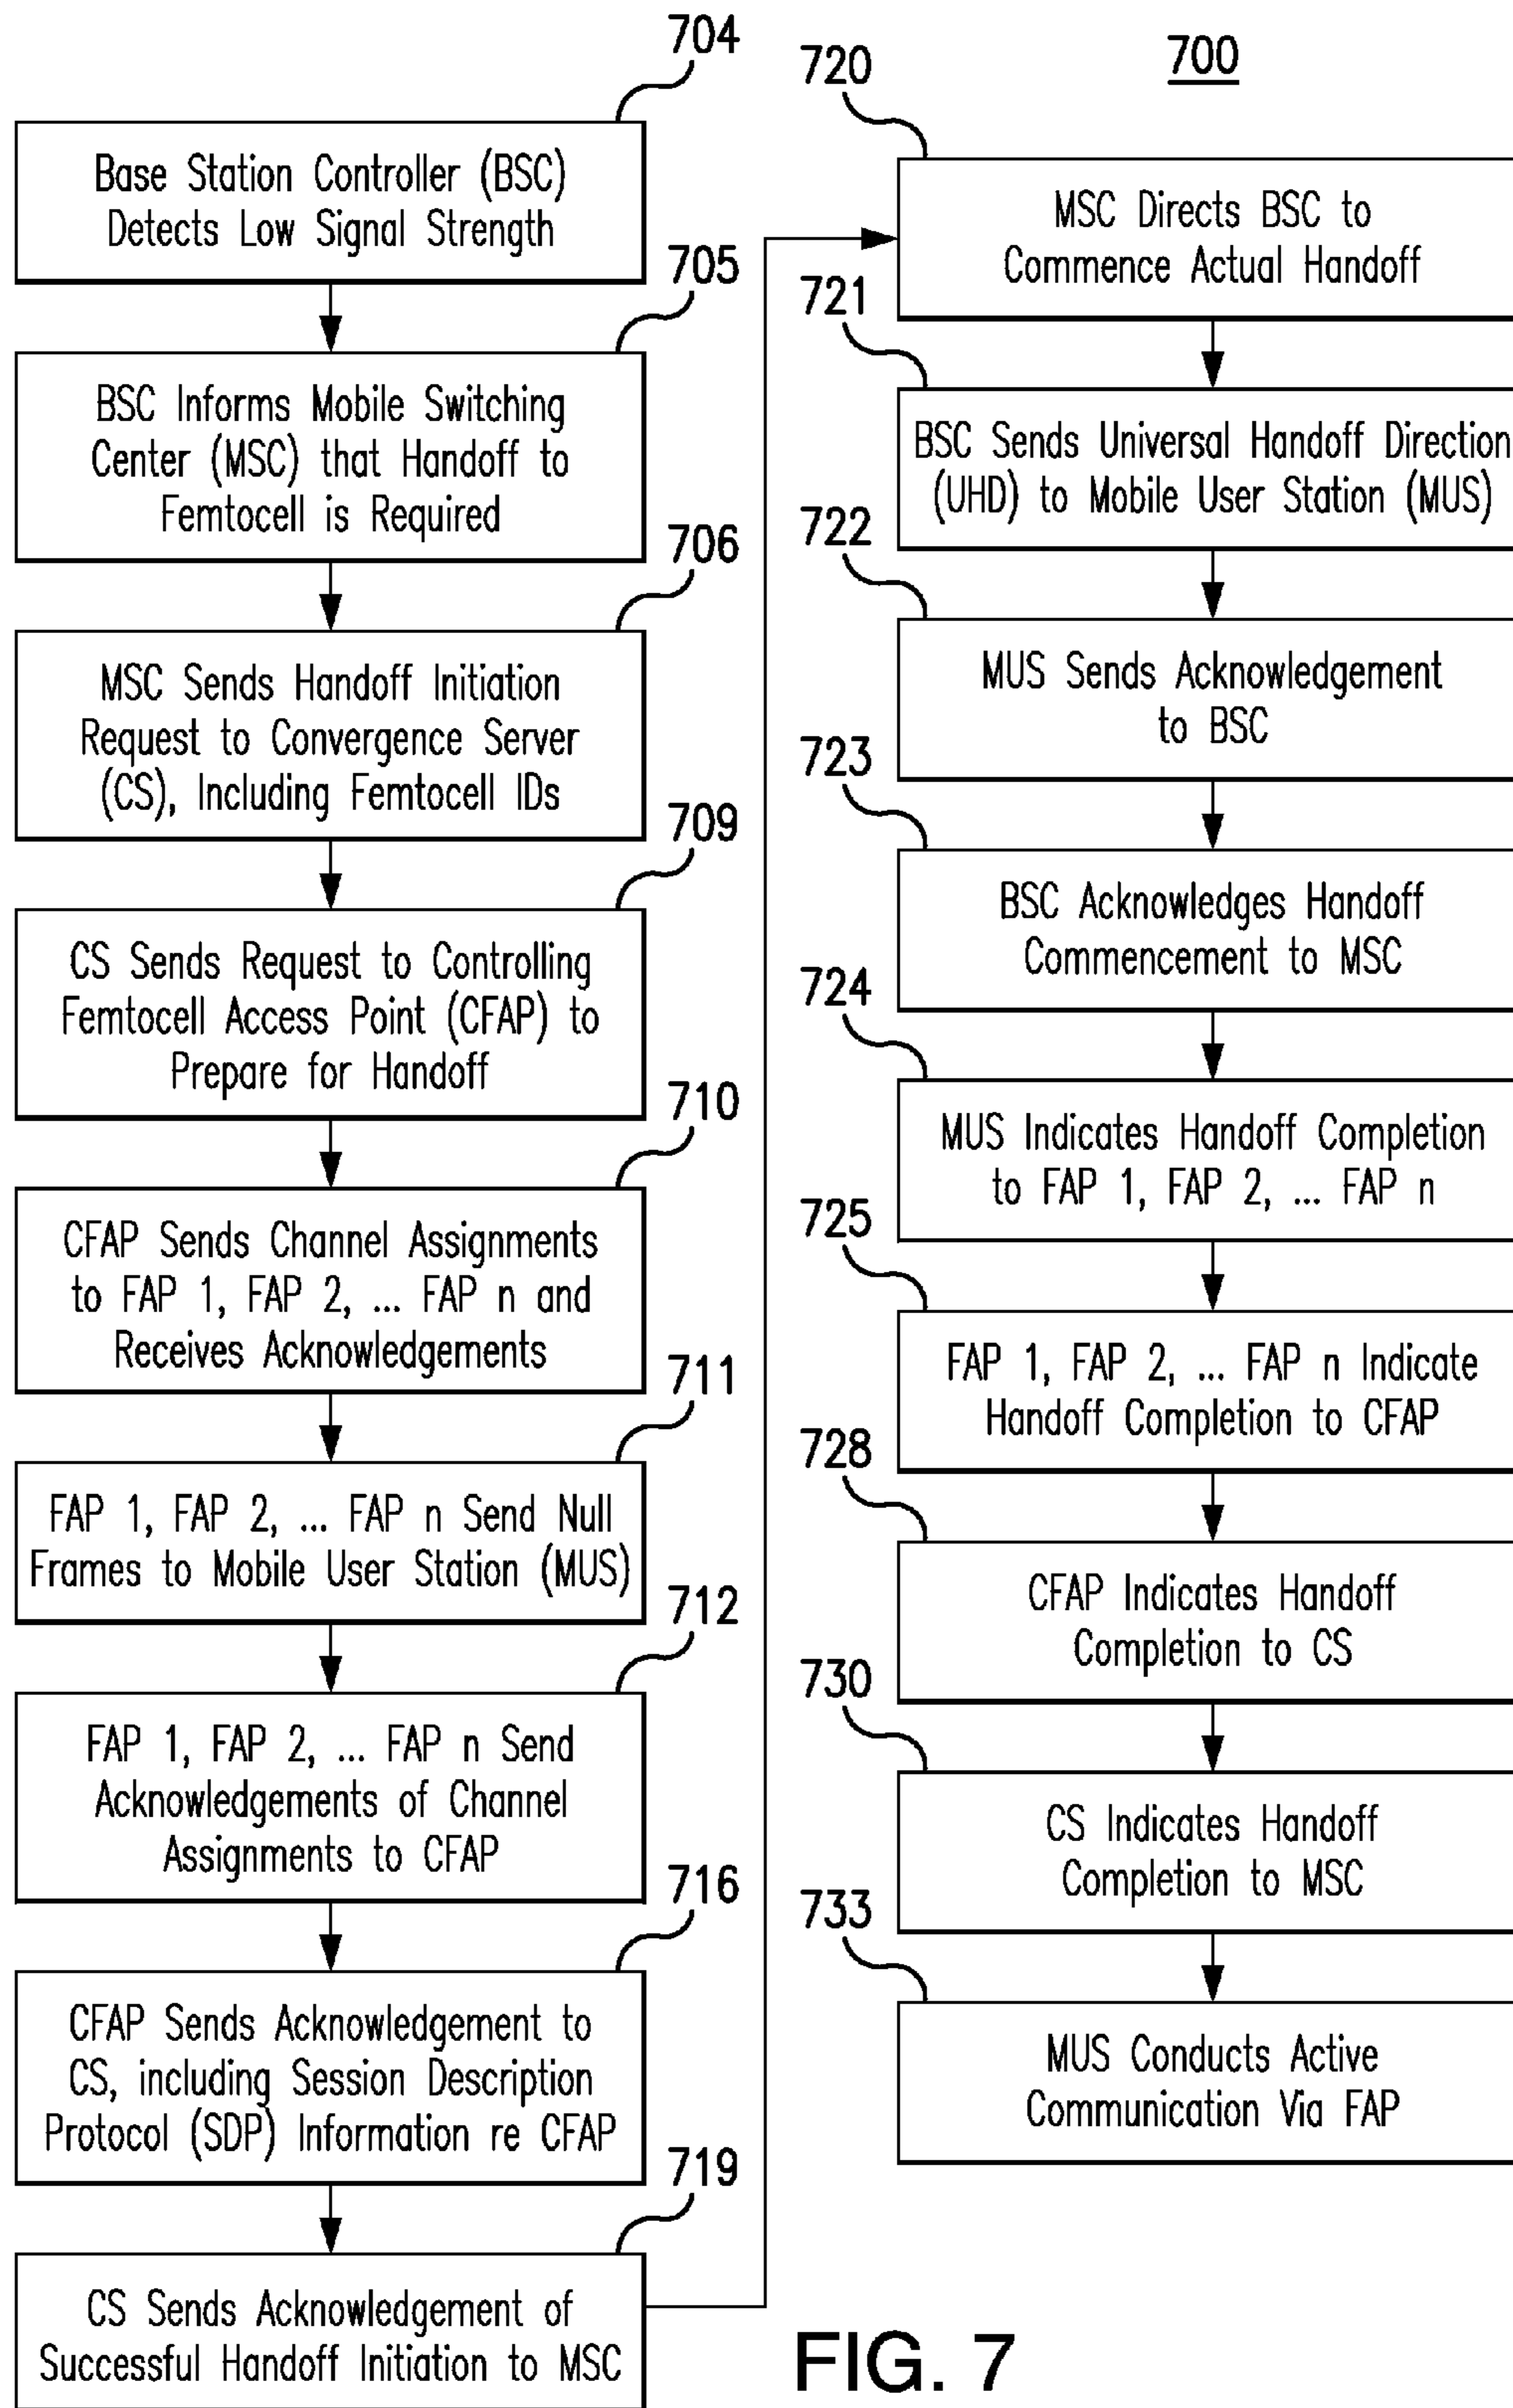 704
Base Station Controller (BSC)
Detects Low Signal Strength
705
BSC Informs Mobile Switching
Center (MSC) that Handoff to
Femtocell is Required
706
MSC Sends Handoff Initiation
Request to Convergence Server
(CS), Including Femtocell IDs
709
CS Sends Request to Controlling
Femtocell Access Point (CFAP) to
Prepare for Handoff
710
CFAP Sends Channel Assignments
to FAP 1, FAP 2, ... FAP n and
Receives Acknowledgements
711
FAP 1, FAP 2, ... FAP n Send Null
Frames to Mobile User Station (MUS)
712
FAP 1, FAP 2, ... FAP n Send
Acknowledgements of Channel
Assignments to CFAP
716
CFAP Sends Acknowledgement to
CS, including Session Description
Protocol (SDP) Information re CFAP
719
CS Sends Acknowledgement of
Successful Handoff Initiation to MSC
700
720
MSC Directs BSC to
Commence Actual Handoff
721
BSC Sends Universal Handoff Direction
(UHD) to Mobile User Station (MUS)
722
MUS Sends Acknowledgement
to BSC
723
BSC Acknowledges Handoff
Commencement to MSC
724
MUS Indicates Handoff Completion
to FAP 1, FAP 2, ... FAP n
725
FAP 1, FAP 2, ... FAP n Indicate
Handoff Completion to CFAP
728
CFAP Indicates Handoff
Completion to CS
730
CS Indicates Handoff
Completion to MSC
733
MUS Conducts Active
Communication Via FAP
FIG. 7